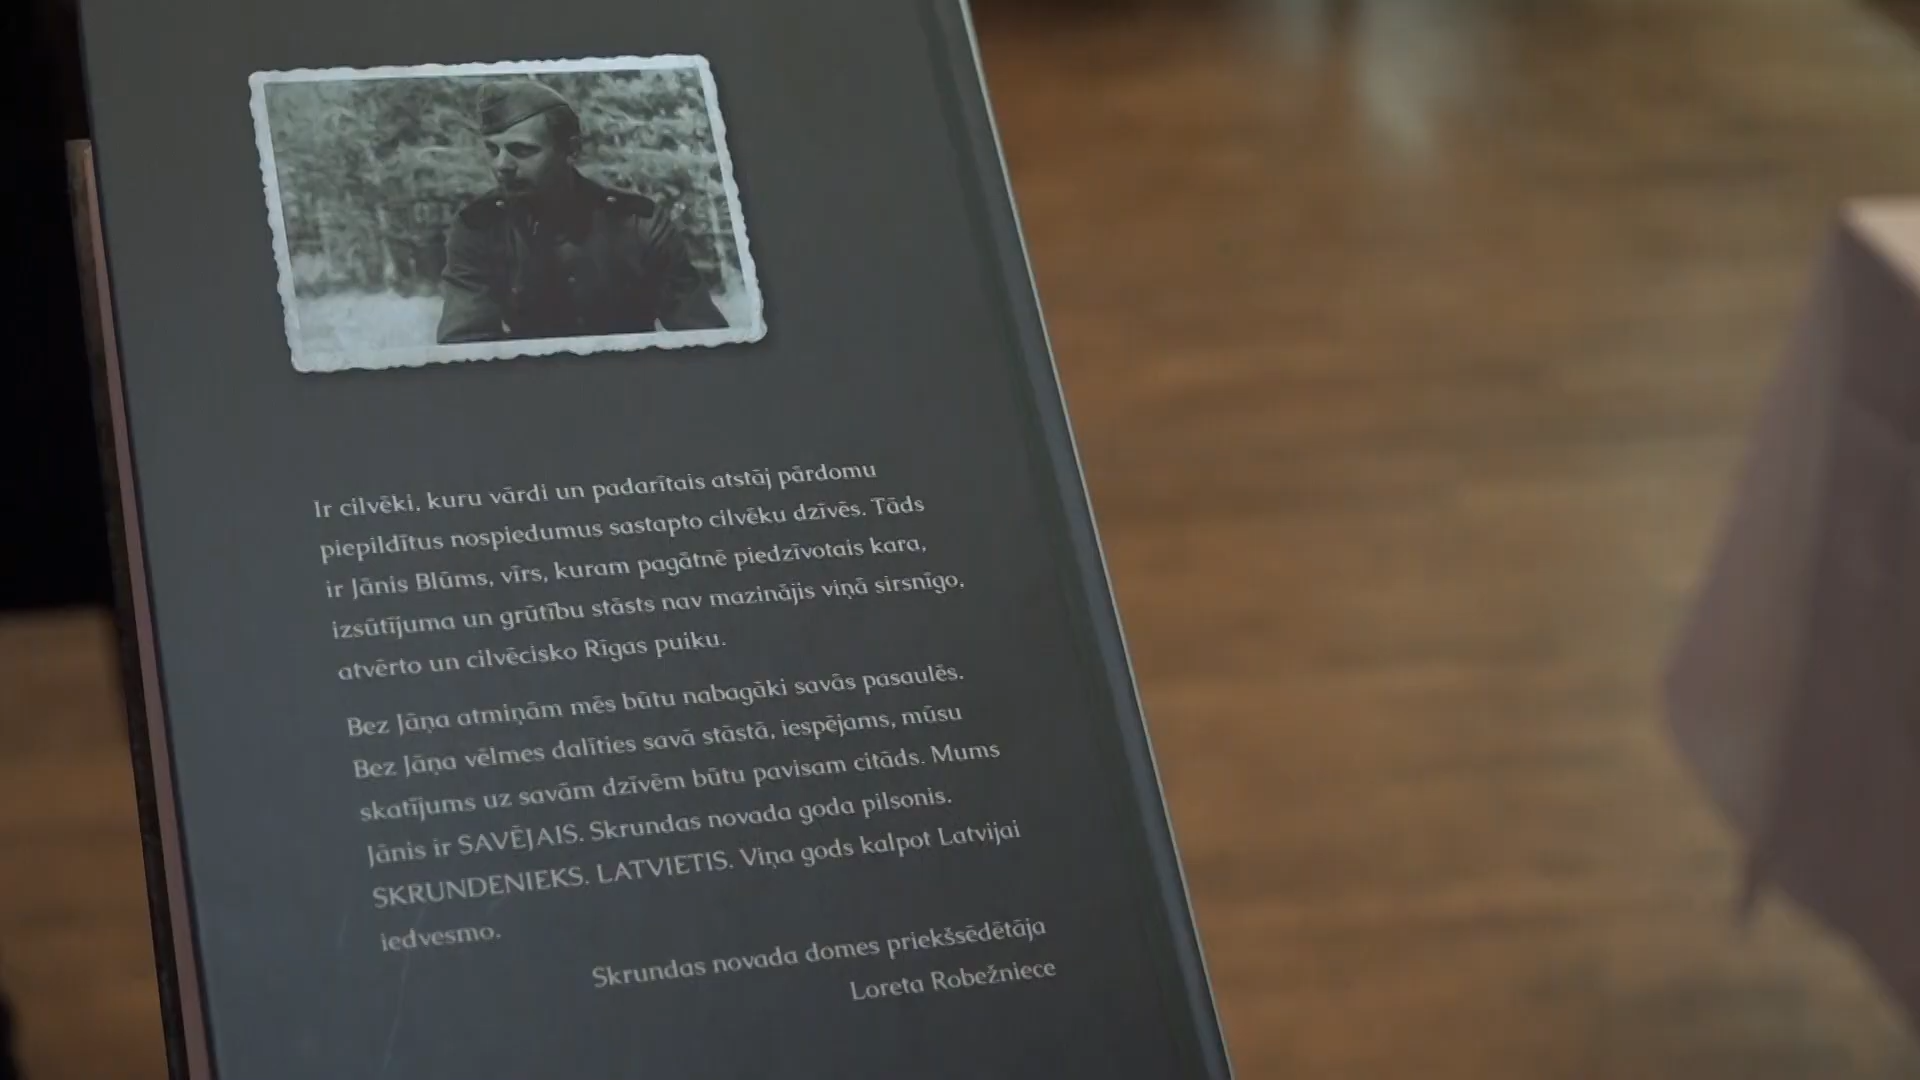 Ir cilvēki, kuru vārdi un padarītais atstāj pārdomu
piepildītus nospiedumus sastapto cilvēku dzīvēs. Tāds
ir Jānis Blūms, vīrs, kuram pagātnē piedzīvotais kara,
izsūtījuma un grūtību stāsts nav mazinājis viņā sirsnīgo,
atvērto un cilvēcisko Rīgas puiku.
Bez Jāņa atmiņām mēs būtu nabagāki savās pasaulēs.
Bez Jāņa vēlmes dalīties savā stāstā, iespējams, mūsu
skatījums uz savām dzīvēm būtu pavisam citāds. Mums
Jānis ir SAVĒJAIS. Skrundas novada goda pilsonis.
SKRUNDENIEKS. LATVIETIS. Viņa gods kalpot Latvijai
iedvesmo.
Skrundas novada domes priekšsēdētāja
Loreta Robežniece